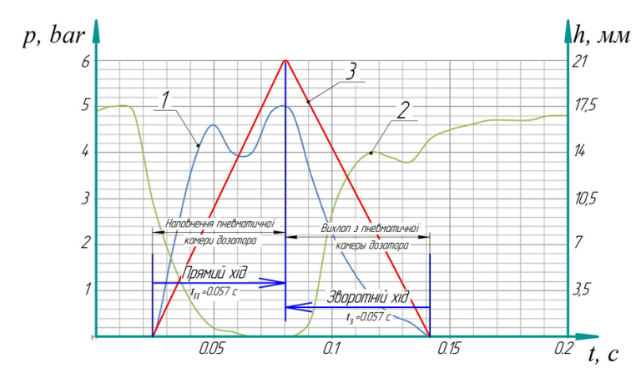 p, bar
h, мм
6
21
3
1
2
5
17,5
4
14
3
10,5
Наповнення пневматичної
камери дозатора
Вихлоп з пневматичної
камеры дозатора
2
7
Прямий хід
t11 =0.057 с
1
3,5
Зворотній хід
t3 =0.057 с
0.05
0.1
0.15
0.2
t, с